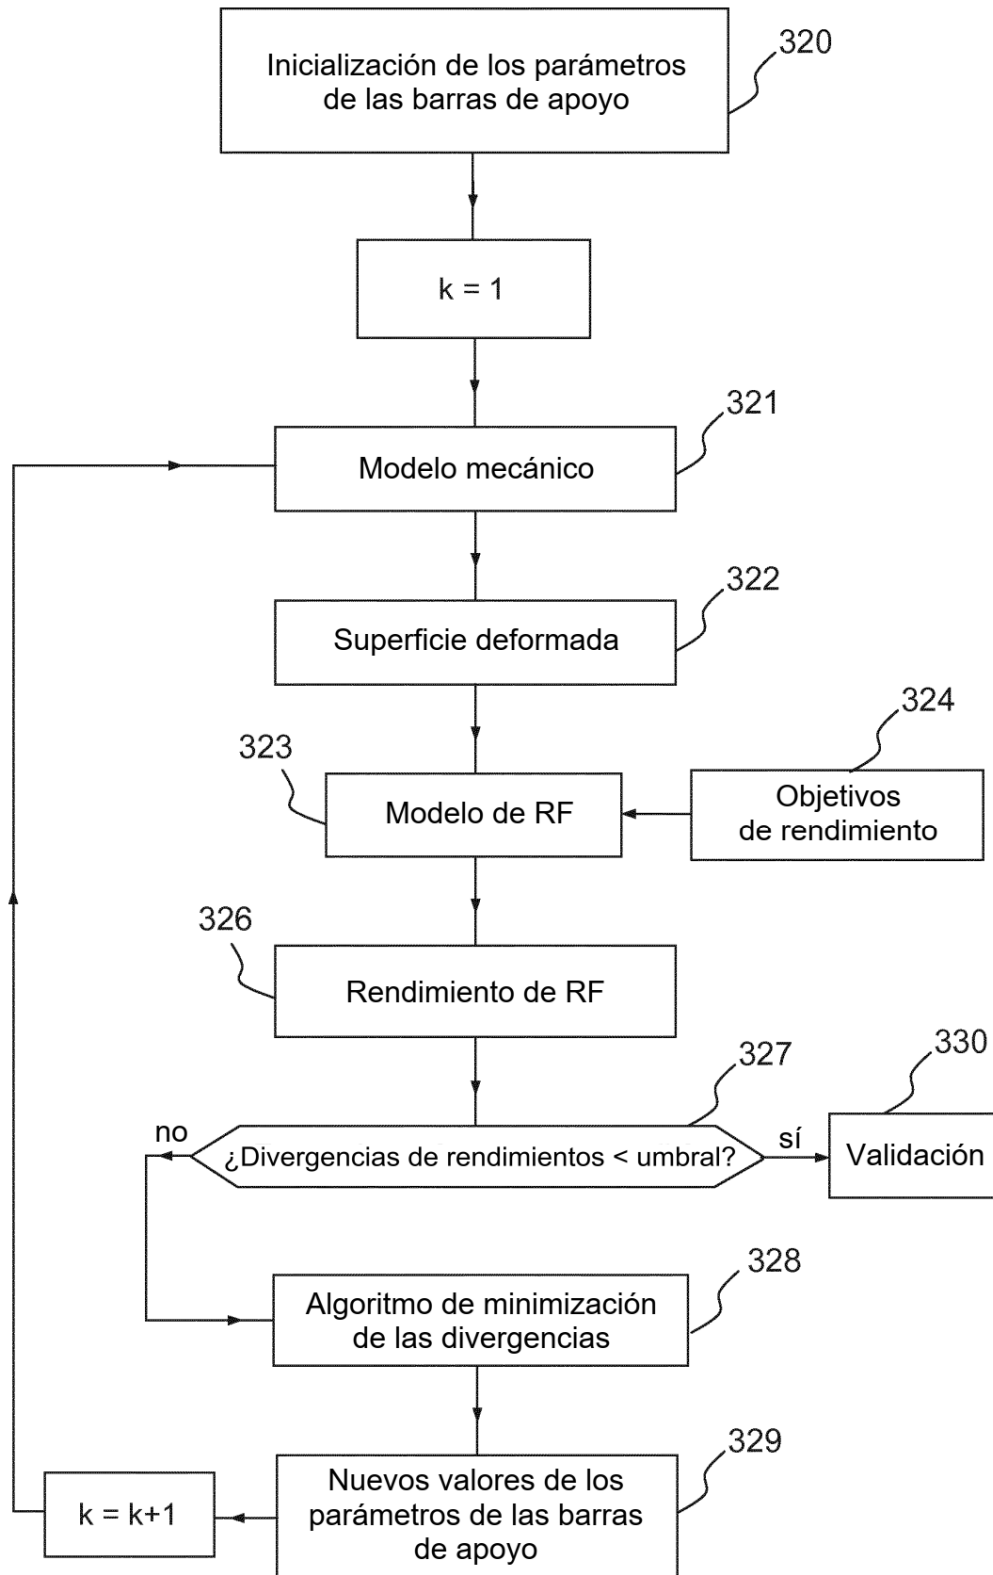 320
Inicialización de los parámetros
de las barras de apoyo
k = 1
321
Modelo mecánico
322
Superficie deformada
324
323
Modelo de RF
Objetivos
de rendimiento
326
Rendimiento de RF
327
330
no
¿Divergencias de rendimientos < umbral?
sí
Validación
328
Algoritmo de minimización
de las divergencias
329
Nuevos valores de los
parámetros de las barras
de apoyo
k = k+1